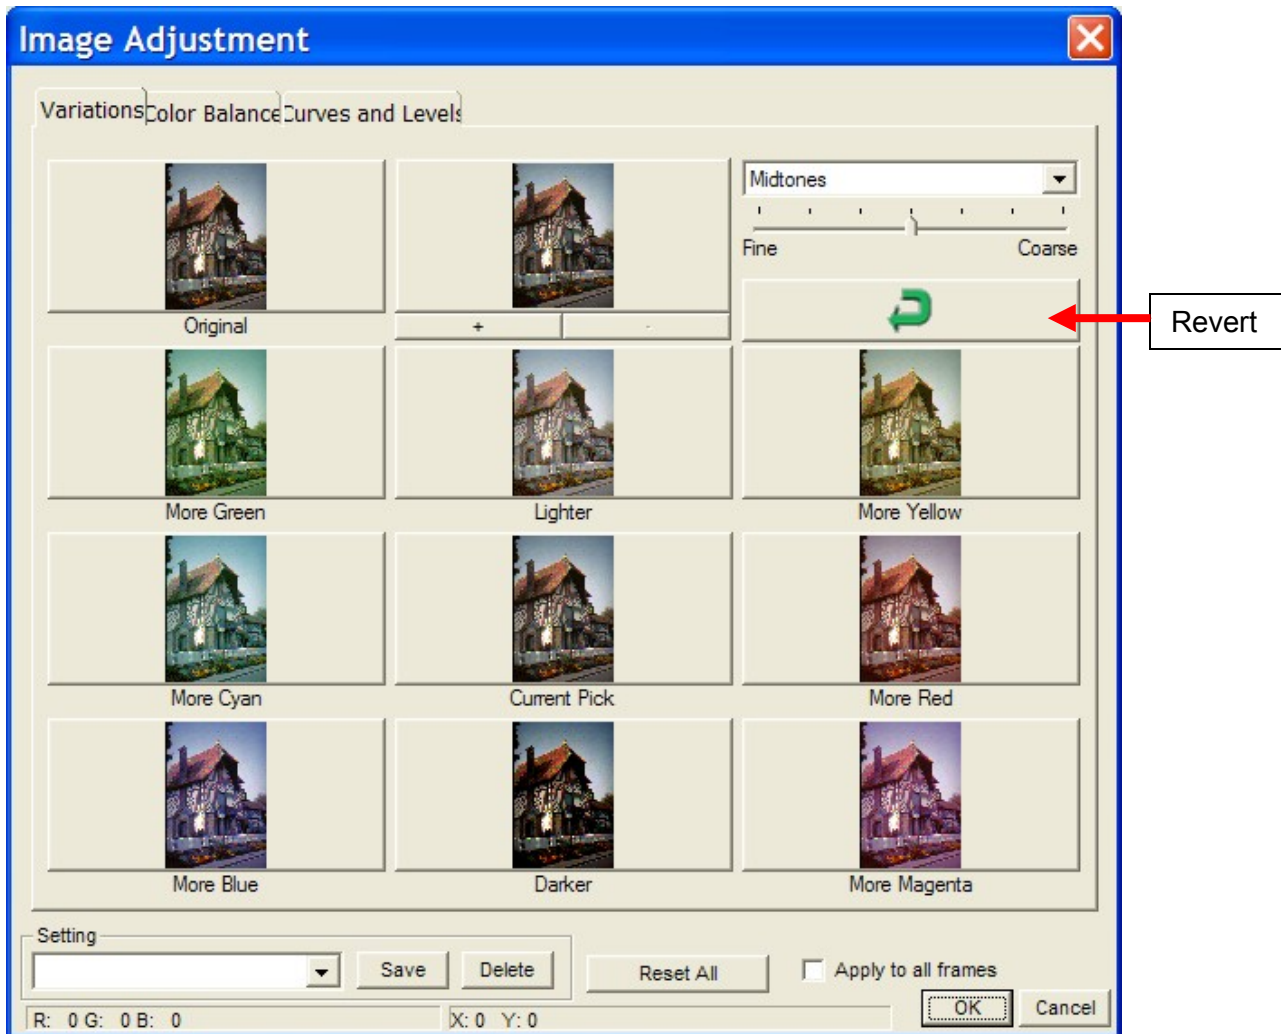 Image Adjustment
Variations Color Balance Curves and Levels
Midtones
Fine Coarse
Original + -
Revert
More Green Lighter More Yellow
More Cyan Current Pick More Red
More Blue Darker More Magenta
Setting
Save Delete Reset All Apply to all frames
OK Cancel
R: 0 G: 0 B: 0 X: 0 Y: 0